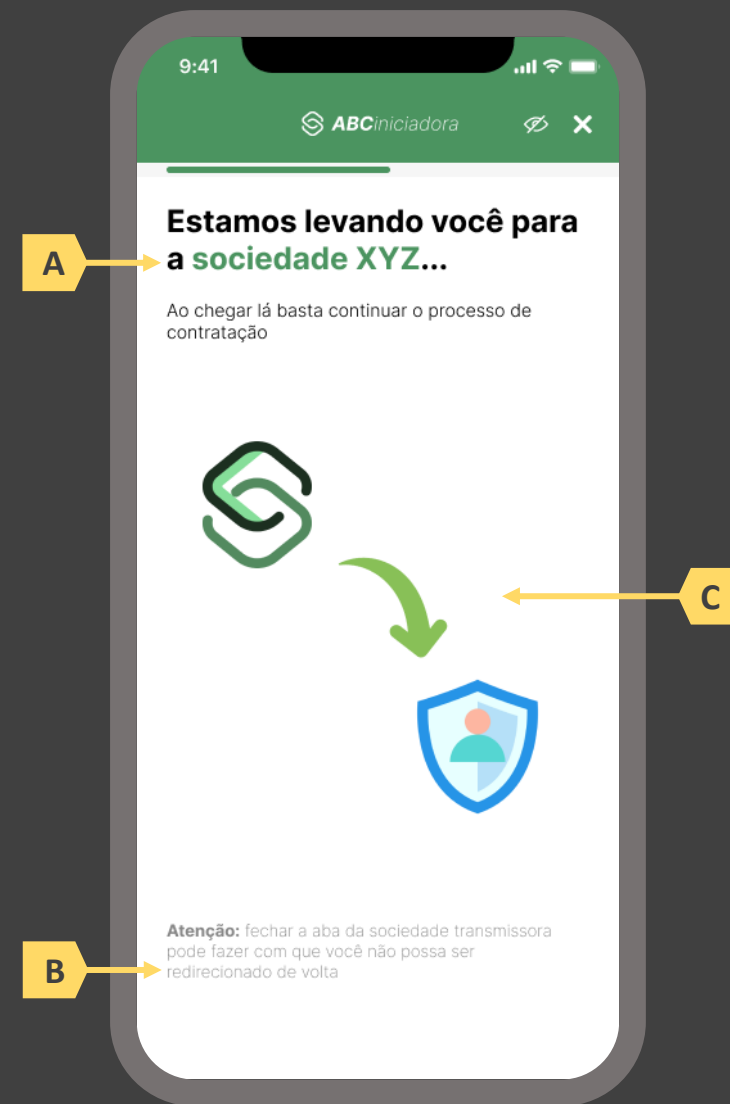 9:41
ABCiniciadora
Estamos levando você para
a sociedade XYZ...
A
Ao chegar lá basta continuar o processo de
contratação
C
Atenção: fechar a aba da sociedade transmissora
pode fazer com que você não possa ser
redirecionado de volta
B